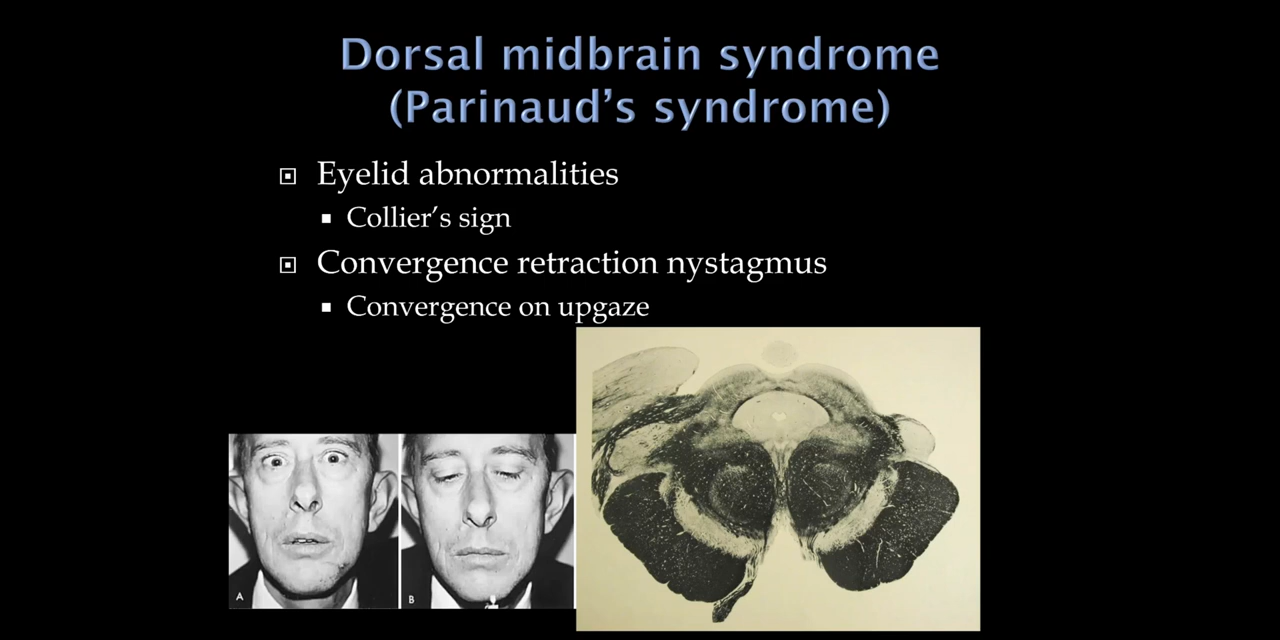 Dorsal midbrain syndrome
(Parinaud’s syndrome)
Eyelid abnormalities
Collier’s sign
Convergence retraction nystagmus
Convergence on upgaze
A
B